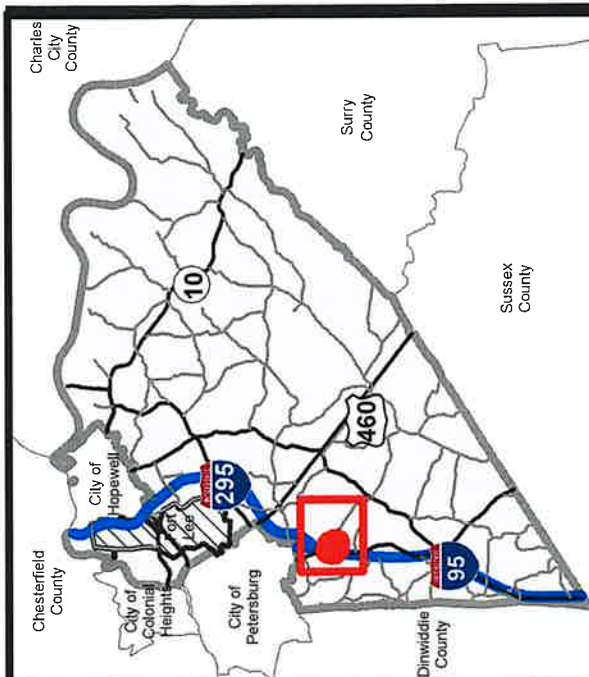 Charles
City
County
Chesterfield
County
City of
Hopewell
Fort
Lee
City of
Colonial
Heights
City of
Petersburg
Dinwiddie
County
Surry
County
Sussex
County
10
295
460
95